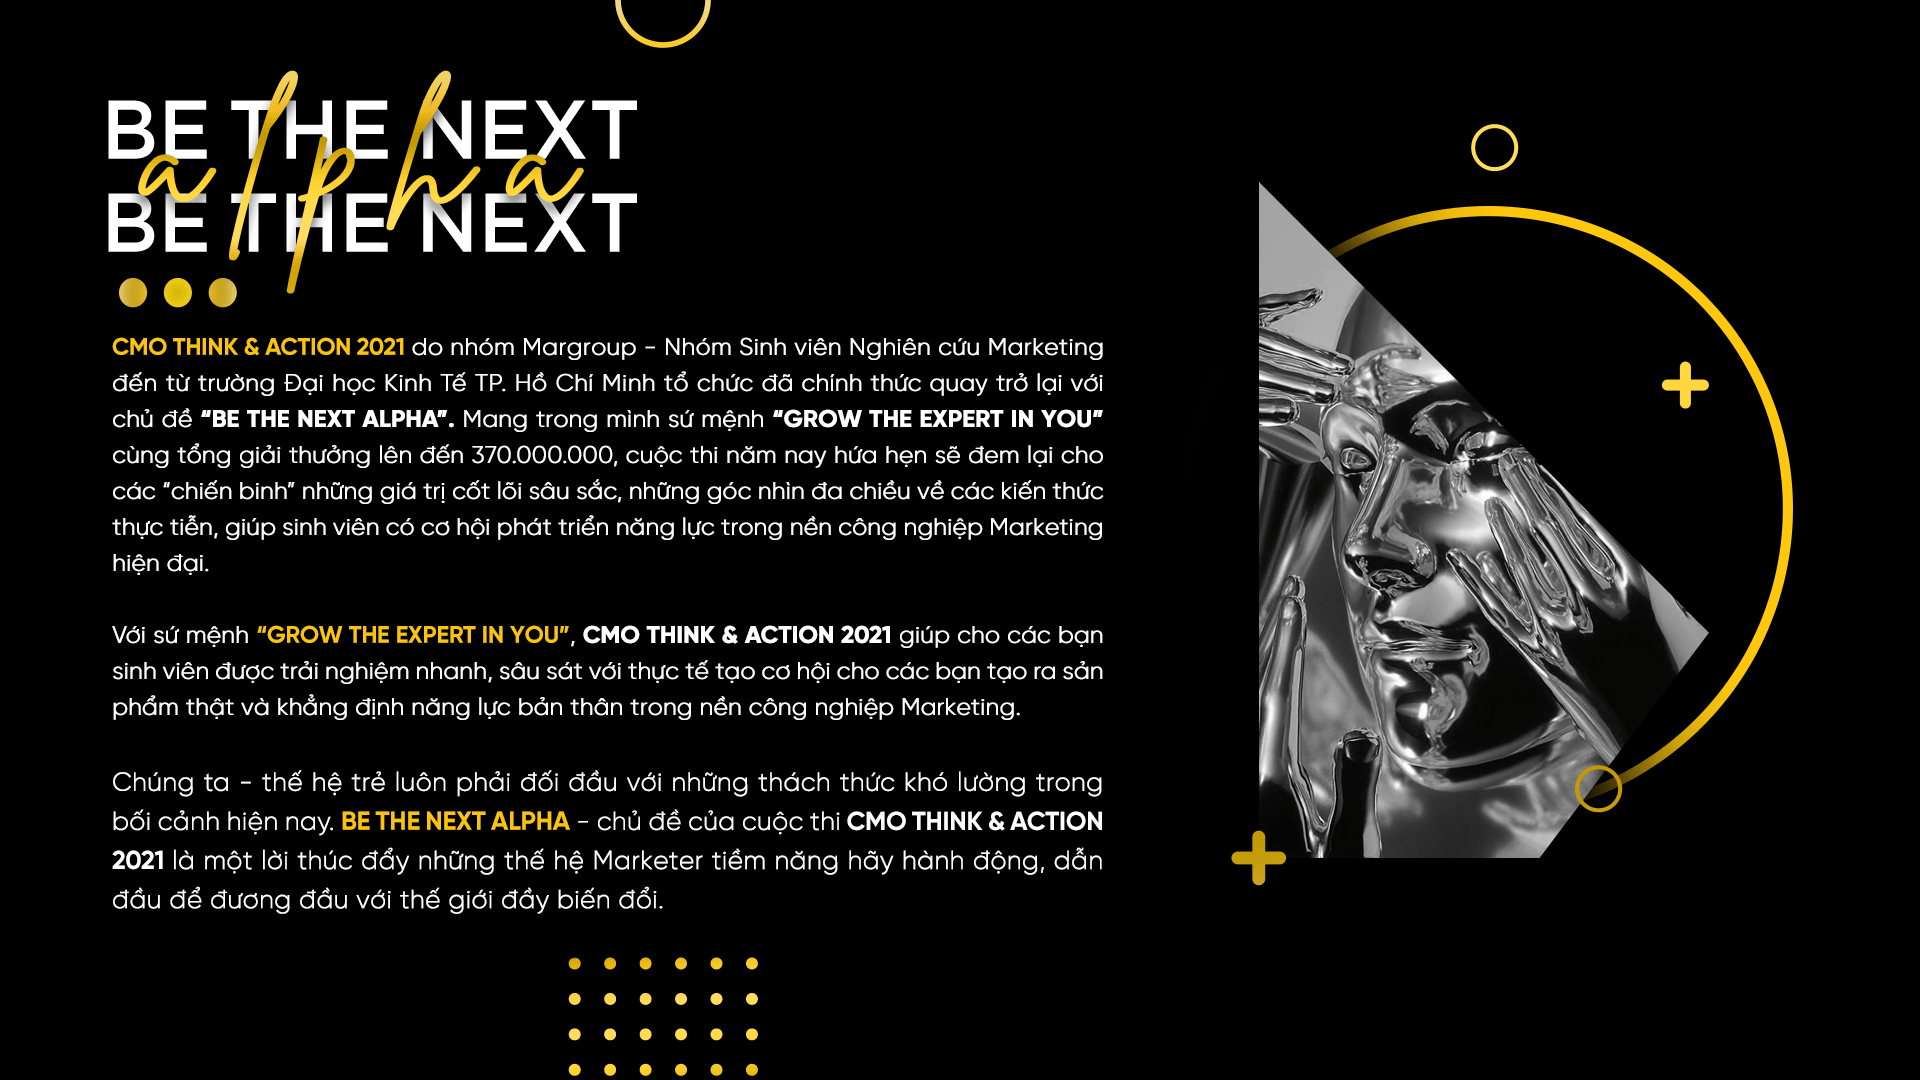 BE THE NEXT
alpha
BE THE NEXT
CMO THINK & ACTION 2021 do nhóm Margroup - Nhóm Sinh viên Nghiên cứu Marketing
đến từ trường Đại học Kinh Tế TP. Hồ Chí Minh tổ chức đã chính thức quay trở lại với
chủ đề “BE THE NEXT ALPHA”. Mang trong mình sứ mệnh “GROW THE EXPERT IN YOU”
cùng tổng giải thưởng lên đến 370.000.000, cuộc thi năm nay hứa hẹn sẽ đem lại cho
các “chiến binh” những giá trị cốt lõi sâu sắc, những góc nhìn đa chiều về các kiến thức
thực tiễn, giúp sinh viên có cơ hội phát triển năng lực trong nền công nghiệp Marketing
hiện đại.
Với sứ mệnh “GROW THE EXPERT IN YOU”, CMO THINK & ACTION 2021 giúp cho các bạn
sinh viên được trải nghiệm nhanh, sâu sát với thực tế tạo cơ hội cho các bạn tạo ra sản
phẩm thật và khẳng định năng lực bản thân trong nền công nghiệp Marketing.
Chúng ta - thế hệ trẻ luôn phải đối đầu với những thách thức khó lường trong
bối cảnh hiện nay. BE THE NEXT ALPHA - chủ đề của cuộc thi CMO THINK & ACTION
2021 là một lời thúc đẩy những thế hệ Marketer tiềm năng hãy hành động, dẫn
đầu để đương đầu với thế giới đầy biến đổi.